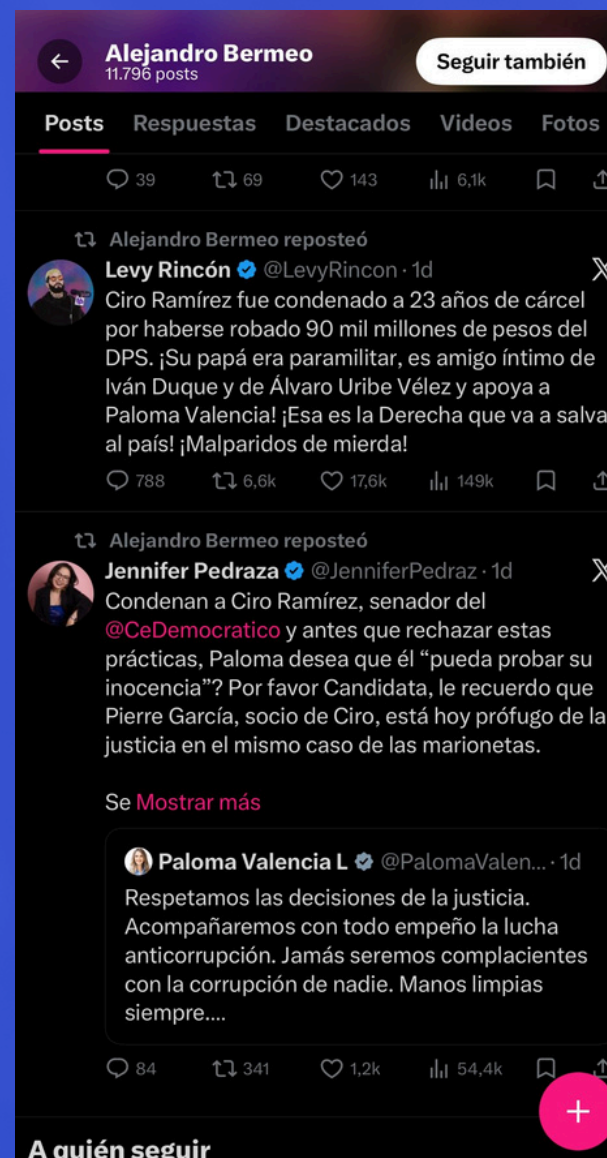 Alejandro Bermeo
11.796 posts
Seguir también
Posts Respuestas Destacados Videos Fotos
39 69 143 6,1k
Alejandro Bermeo reposteó
Levy Rincón @LevyRincon · 1d
Ciro Ramírez fue condenado a 23 años de cárcel
por haberse robado 90 mil millones de pesos del
DPS. ¡Su papá era paramilitar, es amigo íntimo de
Iván Duque y de Álvaro Uribe Vélez y apoya a
Paloma Valencia! ¡Esa es la Derecha que va a salva
al país! ¡Malparidos de mierda!
788 6,6k 17,6k 149k
Alejandro Bermeo reposteó
Jennifer Pedraza @JenniferPedraz · 1d
Condenan a Ciro Ramírez, senador del
@CeDemocratico y antes que rechazar estas
prácticas, Paloma desea que él “pueda probar su
inocencia”? Por favor Candidata, le recuerdo que
Pierre García, socio de Ciro, está hoy prófugo de la
justicia en el mismo caso de las marionetas.
Se Mostrar más
Paloma Valencia L @PalomaValen... · 1d
Respetamos las decisiones de la justicia.
Acompañaremos con todo empeño la lucha
anticorrupción. Jamás seremos complacientes
con la corrupción de nadie. Manos limpias
siempre....
84 341 1,2k 54,4k
A quién seguir